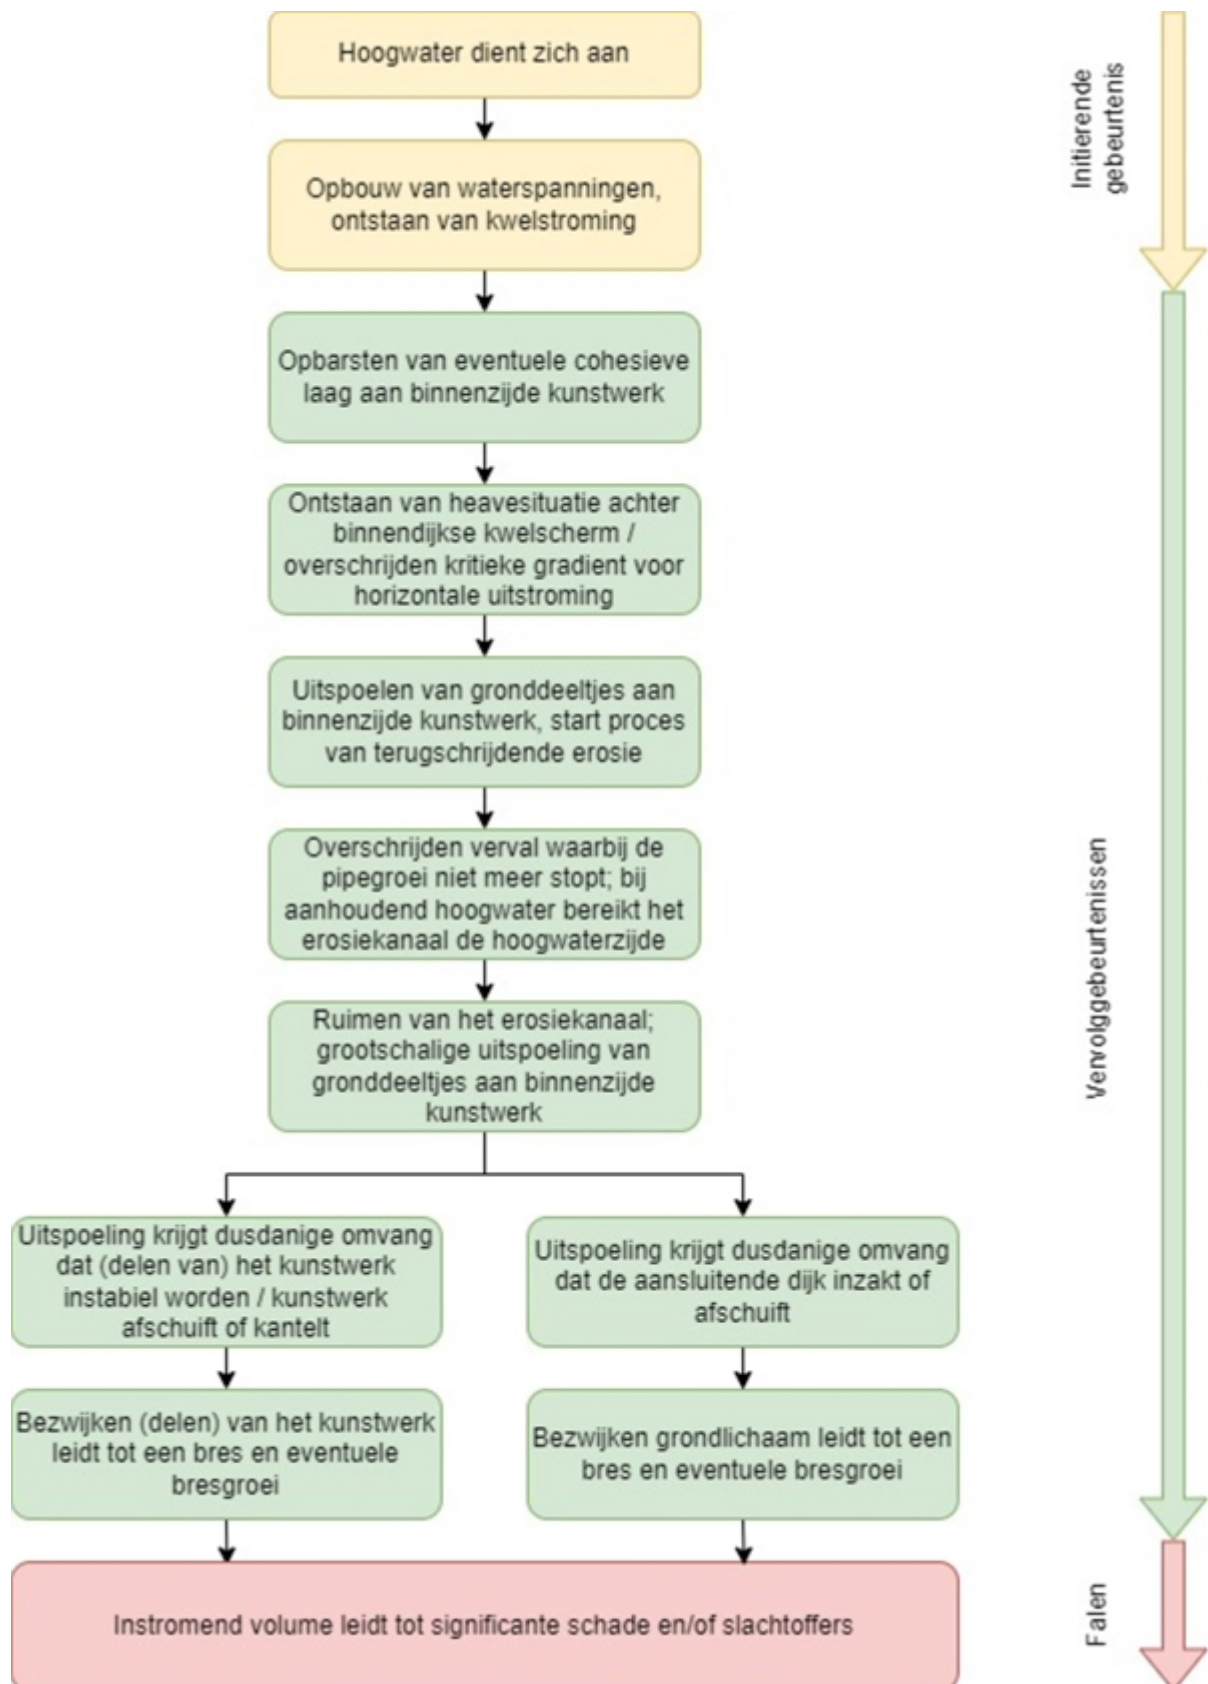 Hoogwater dient zich aan
Opbouw van waterspanningen,
ontstaan van kwelstroming
Opbarsten van eventuele cohesieve
laag aan binnenzijde kunstwerk
Ontstaan van heavesituatie achter
binnendijkse kwelscherm /
overschrijden kritieke gradient voor
horizontale uitstroming
Uitspoelen van gronddeeltjes aan
binnenzijde kunstwerk, start proces
van terugschrijdende erosie
Overschrijden verval waarbij de
pipegroei niet meer stopt; bij
aanhoudend hoogwater bereikt het
erosiekanaal de hoogwaterzijde
Ruimen van het erosiekanaal;
grootschalige uitspoeling van
gronddeeltjes aan binnenzijde
kunstwerk
Uitspoeling krijgt dusdanige omvang
dat (delen van) het kunstwerk
instabiel worden / kunstwerk
afschuift of kantelt
Uitspoeling krijgt dusdanige omvang
dat de aansluitende dijk inzakt of
afschuift
Bezwijken (delen) van het kunstwerk
leidt tot een bres en eventuele
bresgroei
Bezwijken grondlichaam leidt tot een
bres en eventuele bresgroei
Instromend volume leidt tot significante schade en/of slachtoffers
Initierende
gebeurtenis
Vervolggebeurtenissen
Falen